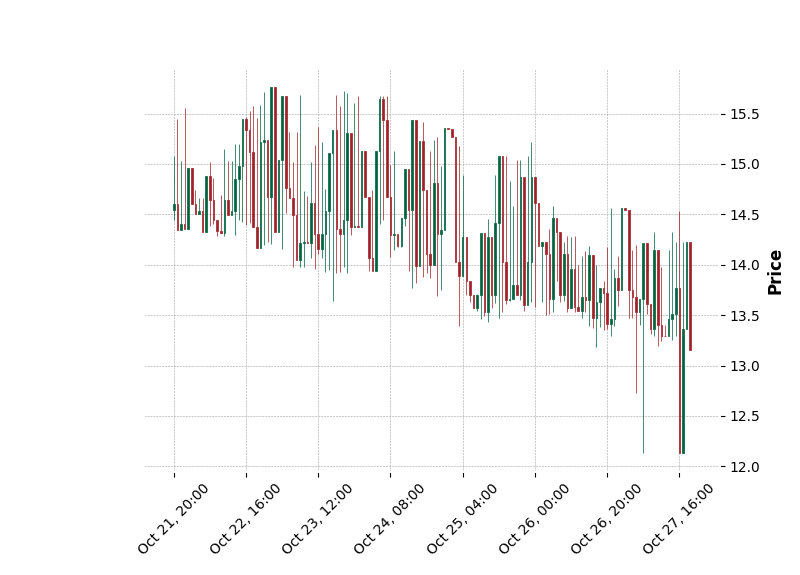 15.5
15.0
14.5
14.0
13.5
13.0
12.5
12.0
Price
Oct 21, 20:00
Oct 22, 16:00
Oct 23, 12:00
Oct 24, 08:00
Oct 25, 04:00
Oct 26, 00:00
Oct 26, 20:00
Oct 27, 16:00